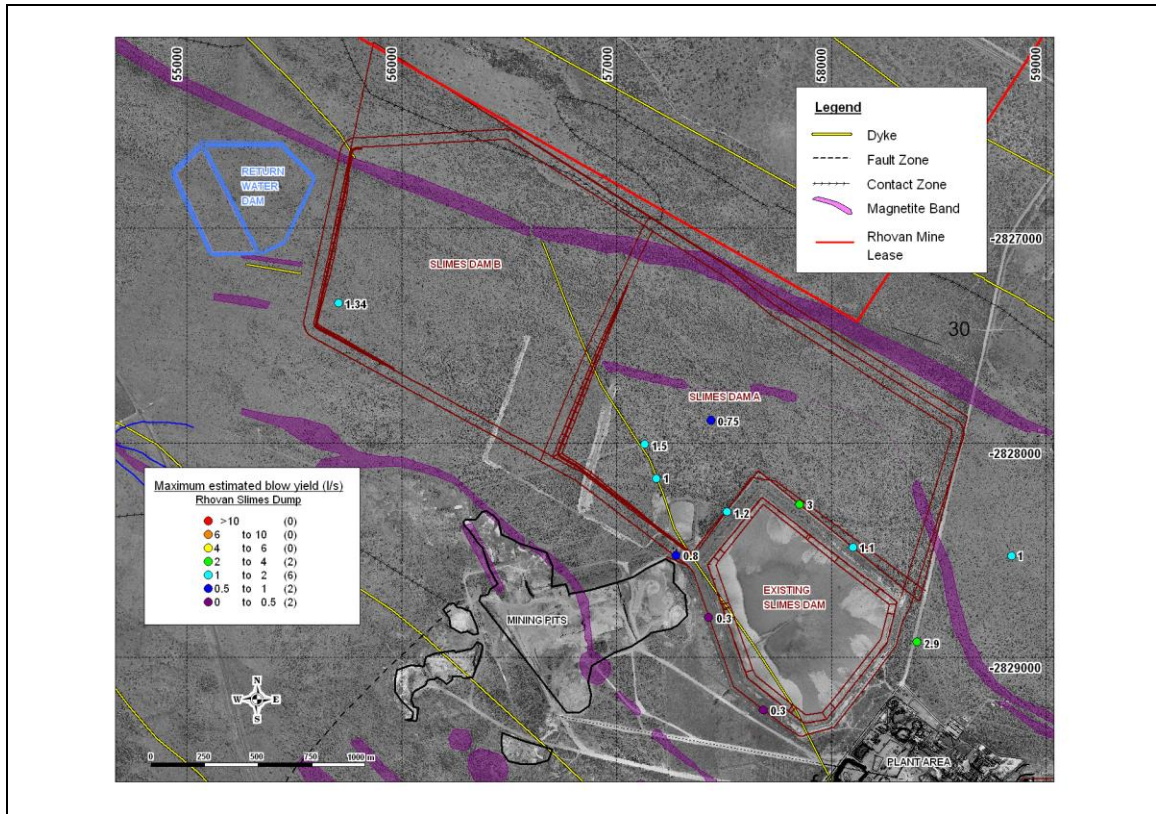 55000
56000
57000
58000
59000
Legend
Dyke
Fault Zone
Contact Zone
Magnetite Band
Rhovan Mine
Lease
RETURN
WATER
DAM
-2827000
SLIMES DAM B
1.34
30
SLIMES DAM A
0.75
1.5
-2828000
1
1.2
3
1.1
1
0.8
EXISTING
SLIMES DAM
Maximum estimated blow yield (l/s)
Rhovan Slimes Dump
>10 (0)
6 to 10 (0)
4 to 6 (0)
2 to 4 (2)
1 to 2 (6)
0.5 to 1 (2)
0 to 0.5 (2)
MINING PITS
0.3
2.9
-2829000
0.3
N
W E
S
PLANT AREA
0 250 500 750 1000 m